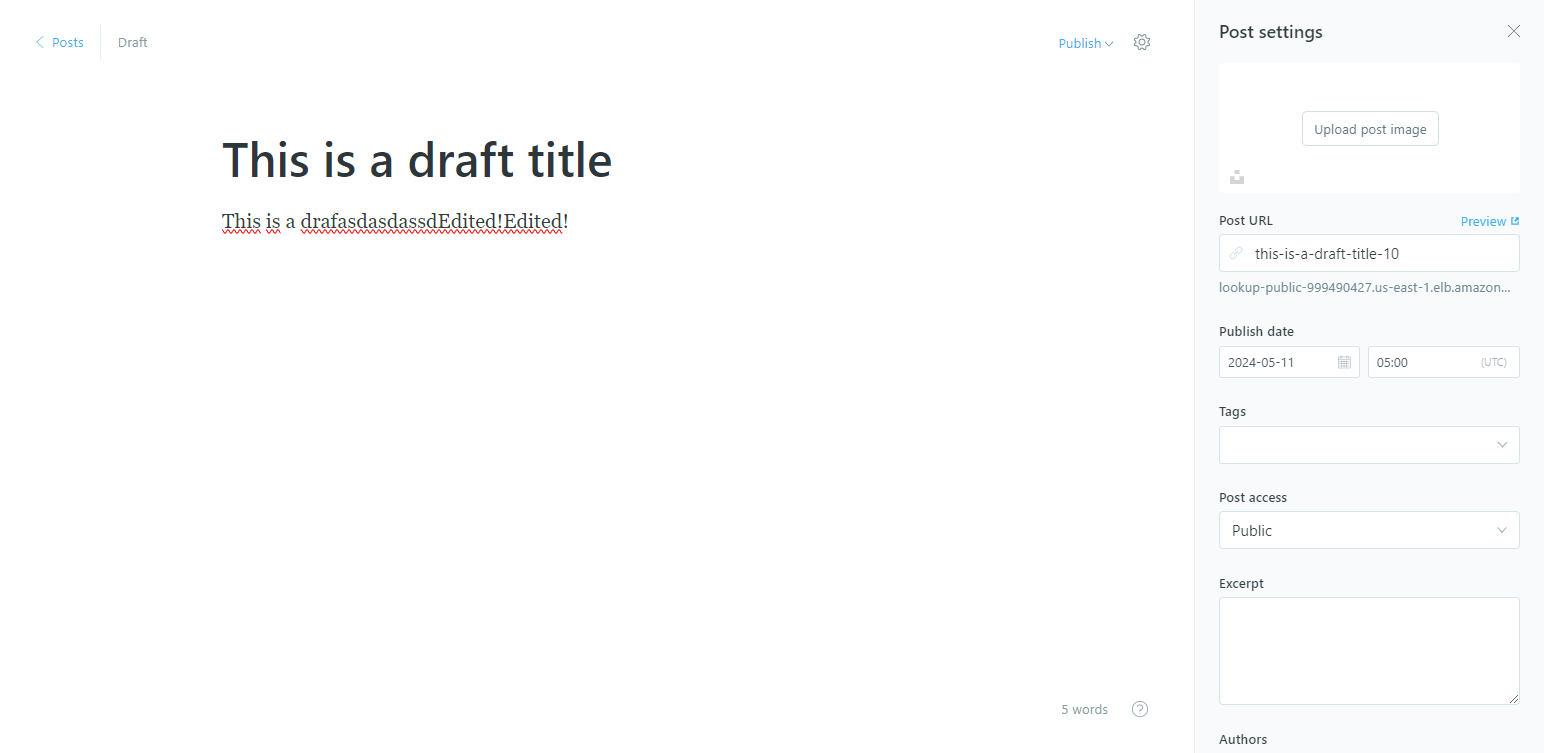 Posts
Draft
Publish
This is a draft title
This is a drafasdasdassdEdited!Edited!
5 words
Post settings
Upload post image
Post URL
Preview
this-is-a-draft-title-10
lookup-public-999490427.us-east-1.elb.amazon...
Publish date
2024-05-11
05:00
(UTC)
Tags
Post access
Public
Excerpt
Authors